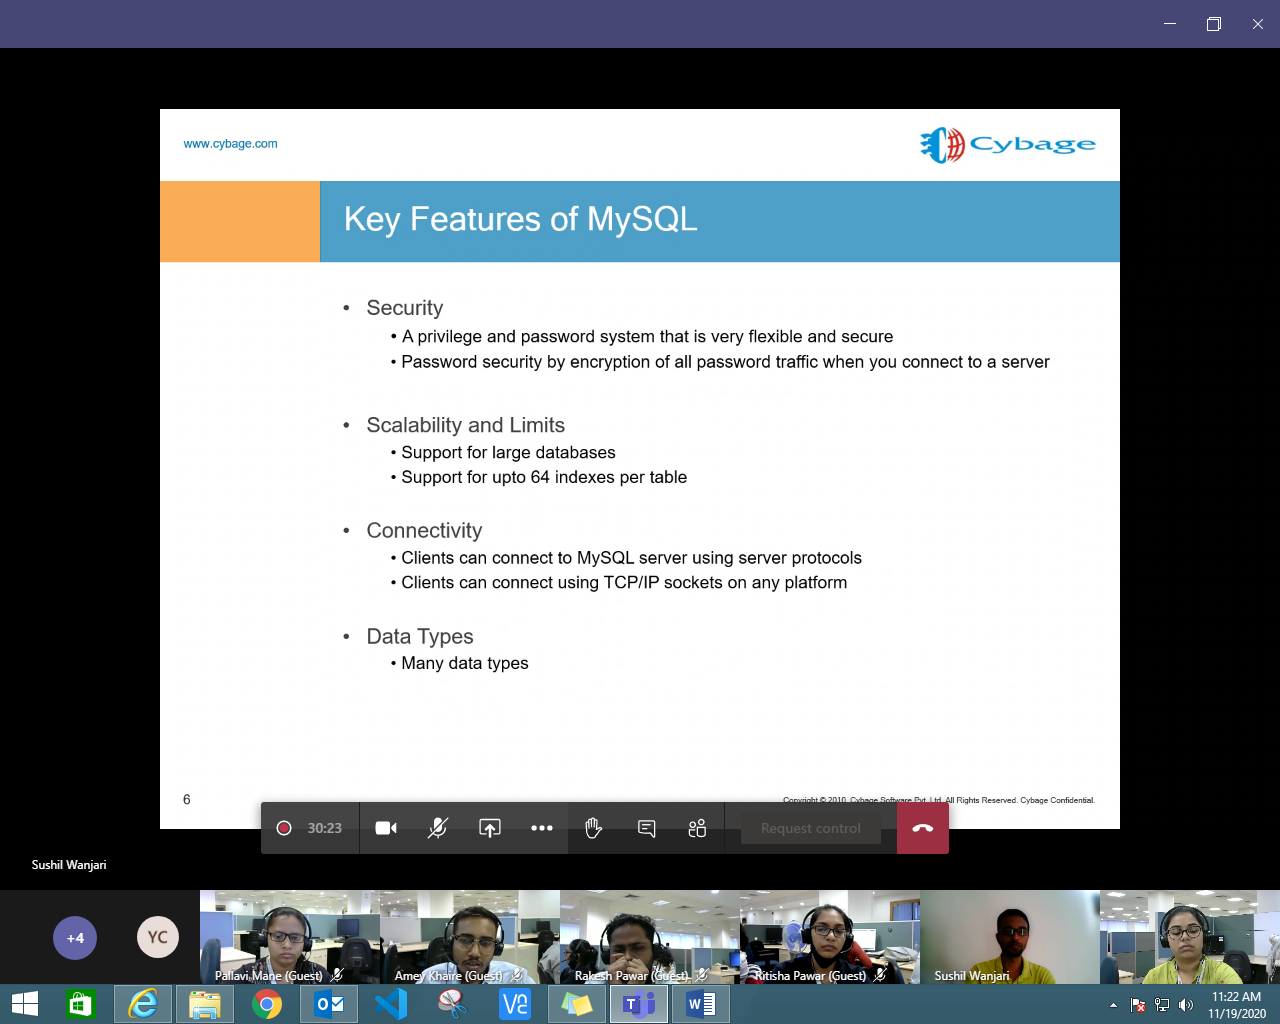 www.cybage.com
Cybage
Key Features of MySQL
• Security
• A privilege and password system that is very flexible and secure
• Password security by encryption of all password traffic when you connect to a server
• Scalability and Limits
• Support for large databases
• Support for upto 64 indexes per table
• Connectivity
• Clients can connect to MySQL server using server protocols
• Clients can connect using TCP/IP sockets on any platform
• Data Types
• Many data types
6
Copyright © 2010. Cybage Software Pvt. Ltd. All Rights Reserved. Cybage Confidential.
30:23
Request control
Sushil Wanjari
+4
YC
Pallavi Mane (Guest)
Amey Khaire (Guest)
Rakesh Pawar (Guest)
Ritisha Pawar (Guest)
Sushil Wanjari
11:22 AM
11/19/2020